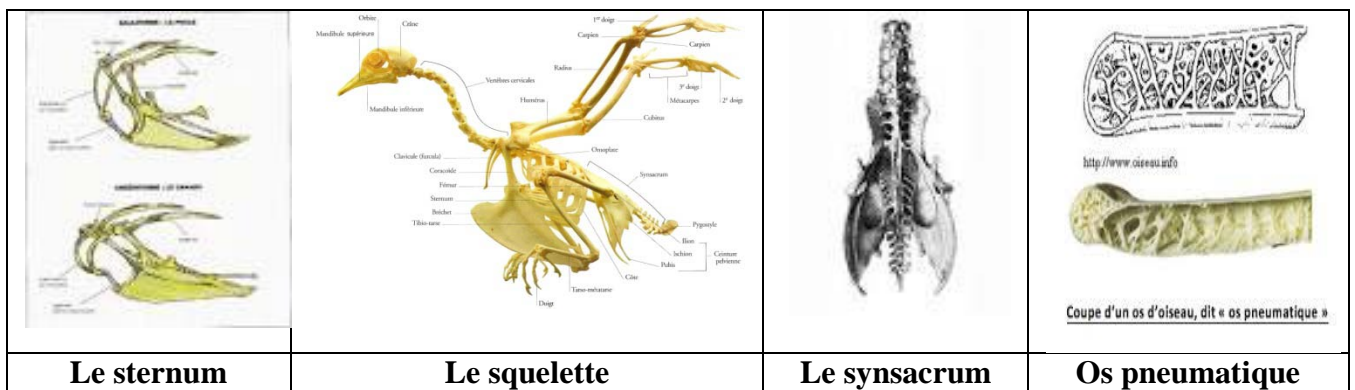 GALLIFORME : LA POULE
Orbite
Crâne
Mandibule supérieure
Mandibule inférieure
Vertèbres cervicales
1er doigt
Carpien
Carpien
Radius
Humérus
3e doigt
Métacarpes
2e doigt
Cubitus
Clavicule (furcula)
Coracoïde
Fémur
Sternum
Bréchet
Tibio-tarse
Omoplate
Synsacrum
Pygostyle
Ilion
Ischion
Ceinture
pelvienne
Pubis
Côte
Tarso-métatarse
Doigt
http://www.oiseau.info
Coupe d’un os d’oiseau, dit « os pneumatique »
Le sternum
Le squelette
Le synsacrum
Os pneumatique